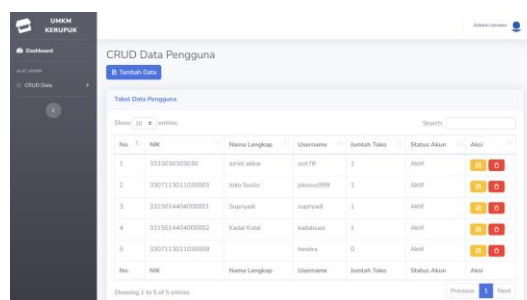 UMKM
KERUPUK
Dashboard
CRUD Data
CRUD Data Pengguna
Tambah Data
Tabel Data Pengguna
Show 10 entries
Search:
No. NIK Nama Lengkap Username Jumlah Toko Status Akun Aksi
1 3333030303030 azriel akbar 1 Aktif
2 3307113011030003 Joko Susilo jokosus999 1 Aktif
3 3315014404000001 Supriyadi supriyadi 1 Aktif
4 3315014404000002 Kadal Kidal 1 Aktif
5 3307113011030008 hendra 0 Aktif
No. NIK Nama Lengkap Username Jumlah Toko Status Akun Aksi
Showing 1 to 5 of 5 entries
Previous 1 Next